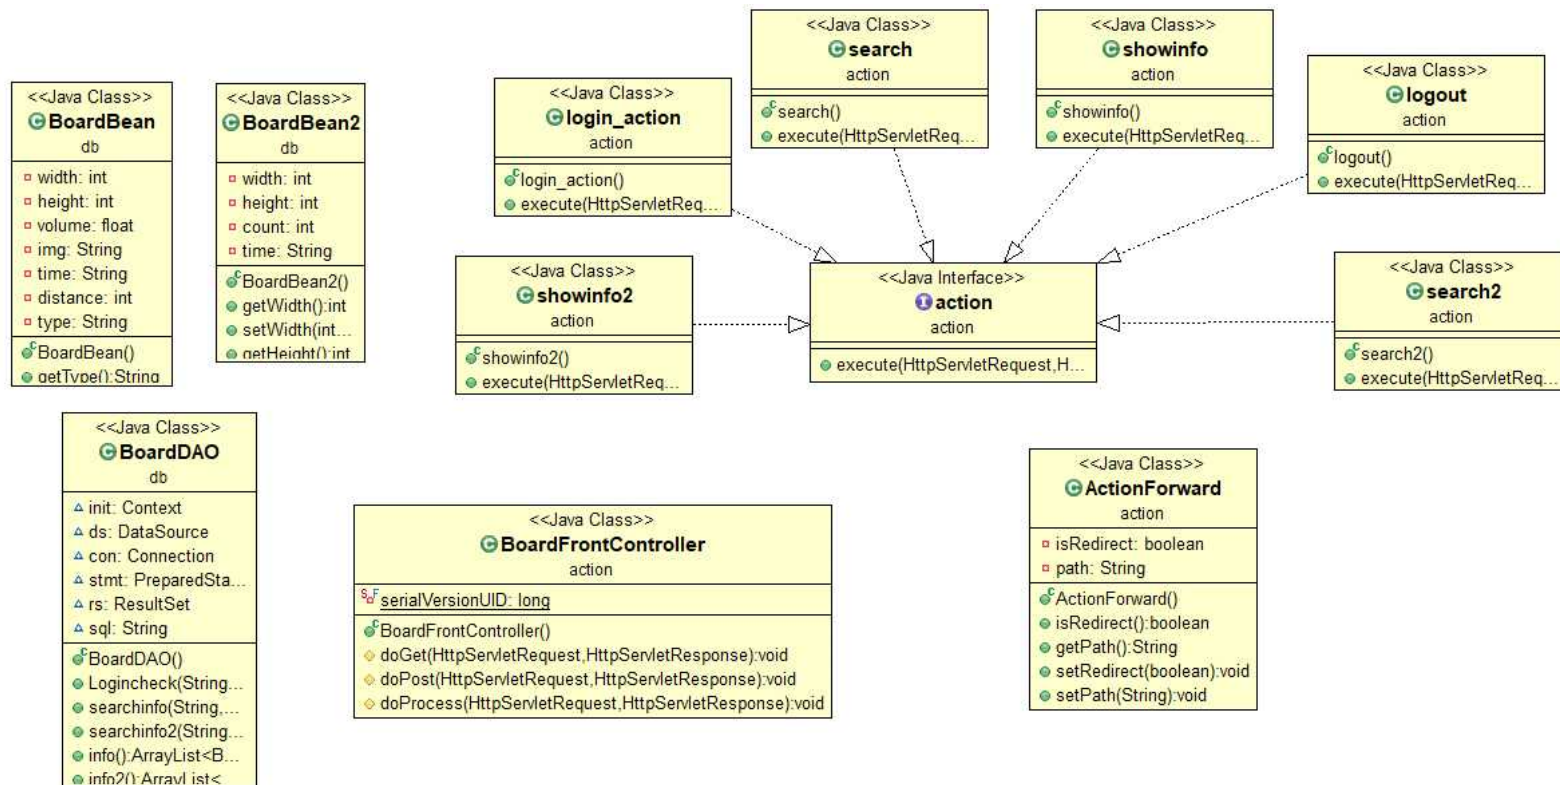 <<Java Class>>
BoardBean
db
width: int
height: int
volume: float
img: String
time: String
distance: int
type: String
BoardBean()
getType():String
<<Java Class>>
BoardBean2
db
width: int
height: int
count: int
time: String
BoardBean2()
getWidth():int
setWidth(int...
getHeight():int
<<Java Class>>
login_action
action
login_action()
execute(HttpServletReq...
<<Java Class>>
search
action
search()
execute(HttpServletReq...
<<Java Class>>
showinfo
action
showinfo()
execute(HttpServletReq...
<<Java Class>>
logout
action
logout()
execute(HttpServletReq...
<<Java Class>>
showinfo2
action
showinfo2()
execute(HttpServletReq...
<<Java Interface>>
action
action
execute(HttpServletRequest,H...
<<Java Class>>
search2
action
search2()
execute(HttpServletReq...
<<Java Class>>
BoardDAO
db
init: Context
ds: DataSource
con: Connection
stmt: PreparedSta...
rs: ResultSet
sql: String
BoardDAO()
Logincheck(String...
searchinfo(String,...
searchinfo2(String...
info():ArrayList<B...
info2():ArrayList<
<<Java Class>>
BoardFrontController
action
serialVersionUID: long
BoardFrontController()
doGet(HttpServletRequest,HttpServletResponse):void
doPost(HttpServletRequest,HttpServletResponse):void
doProcess(HttpServletRequest,HttpServletResponse):void
<<Java Class>>
ActionForward
action
isRedirect: boolean
path: String
ActionForward()
isRedirect():boolean
getPath():String
setRedirect(boolean):void
setPath(String):void